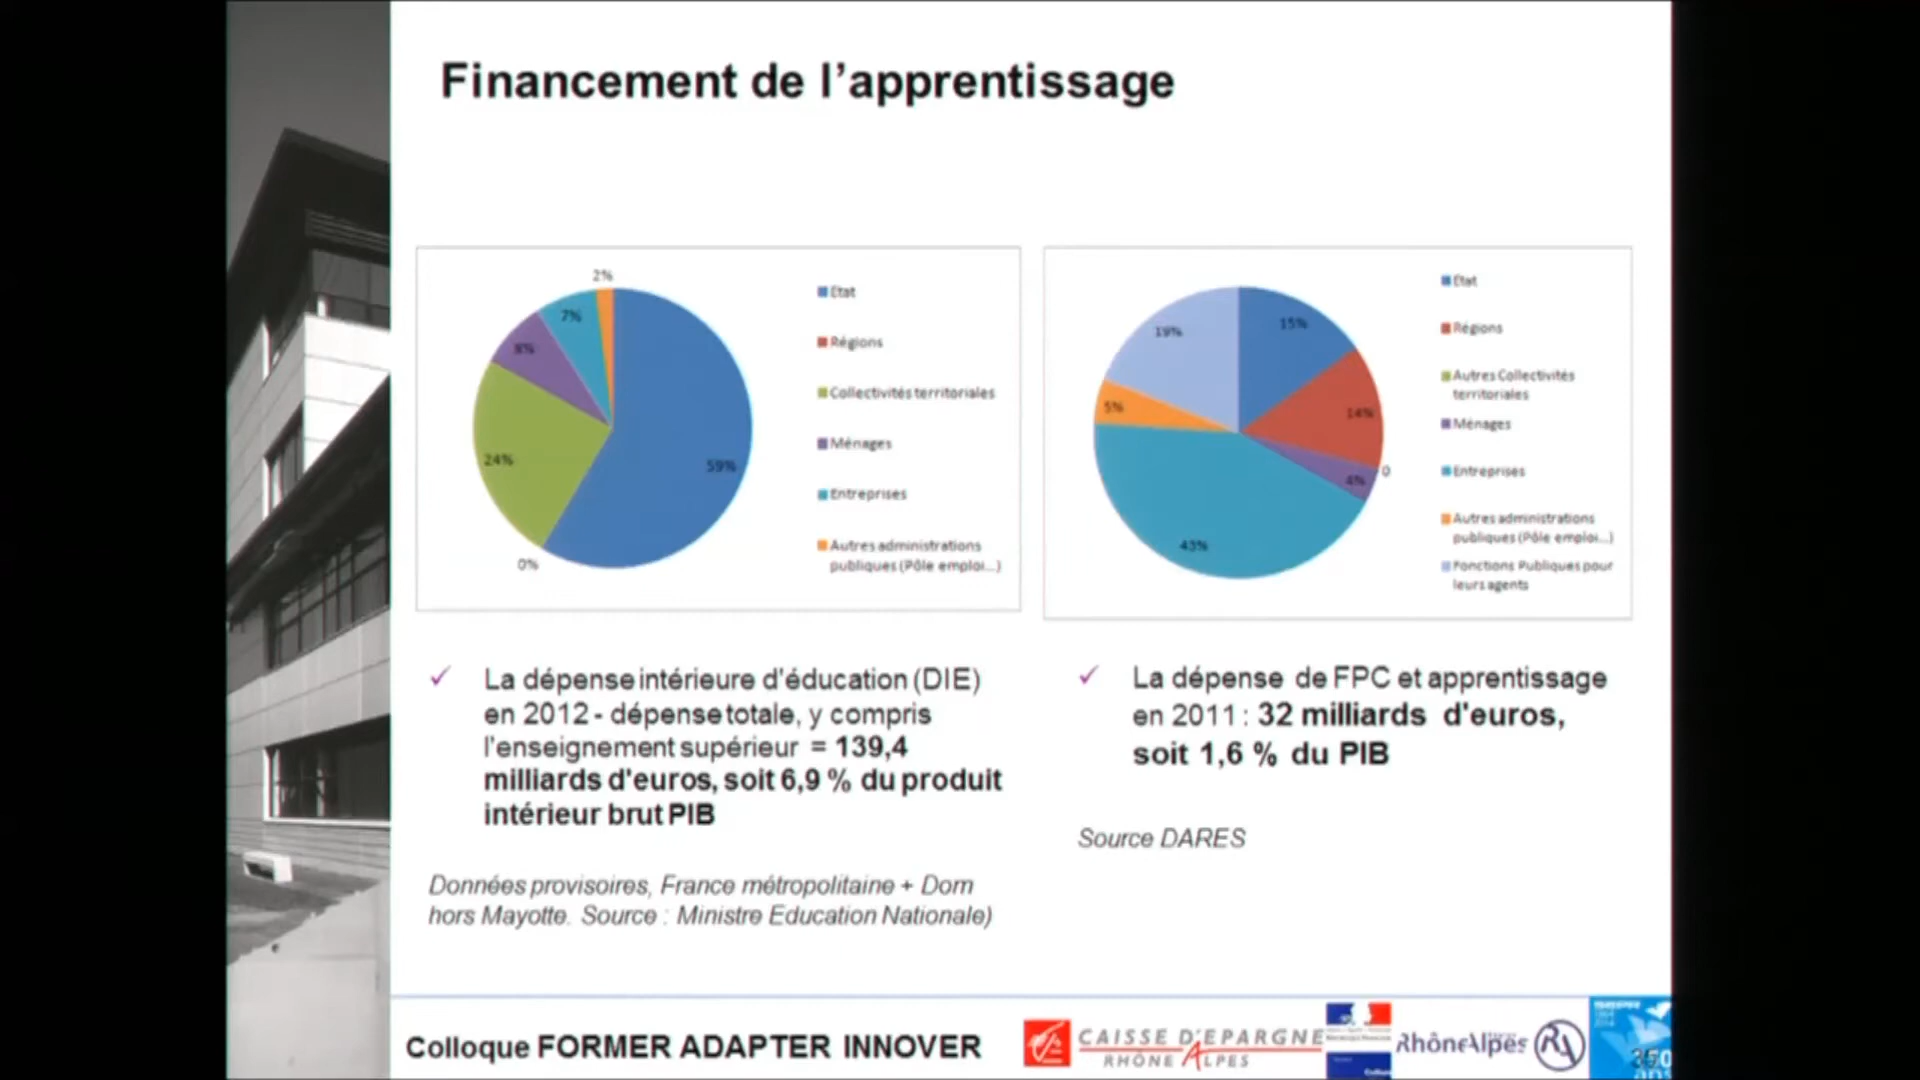 Financement de l'apprentissage
2%
7%
8%
24%
59%
0%
Etat
Régions
Collectivités territoriales
Ménages
Entreprises
Autres administrations
publiques (Pôle emploi...)
19%
15%
5%
14%
0
4%
43%
Etat
Régions
Autres Collectivités
territoriales
Ménages
Entreprises
Autres administrations
publiques (Pôle emploi...)
Fonctions Publiques pour
leurs agents
✓ La dépense intérieure d'éducation (DIE)
en 2012 - dépense totale, y compris
l'enseignement supérieur = 139,4
milliards d'euros, soit 6,9 % du produit
intérieur brut PIB
Données provisoires, France métropolitaine + Dom
hors Mayotte. Source : Ministre Education Nationale)
✓ La dépense de FPC et apprentissage
en 2011 : 32 milliards d'euros,
soit 1,6 % du PIB
Source DARES
Colloque FORMER ADAPTER INNOVER
CAISSE D'EPARGNE
RHÔNE ALPES
RhôneAlpes